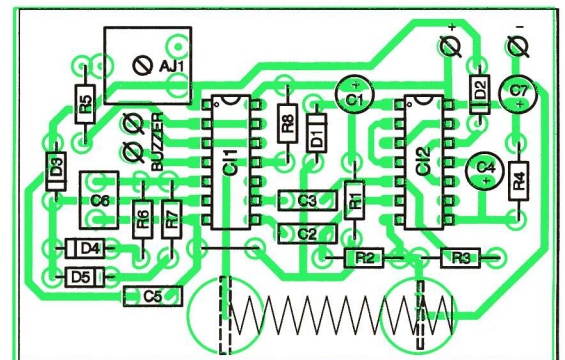 + -
AJ1
R5
D2
C7
C1
R8
D1
BUZZER
CI1
CI2
D3
C4
R4
C6
R6
R7
C3
R1
C2
D4
R2
R3
D5
C5
+
+
+